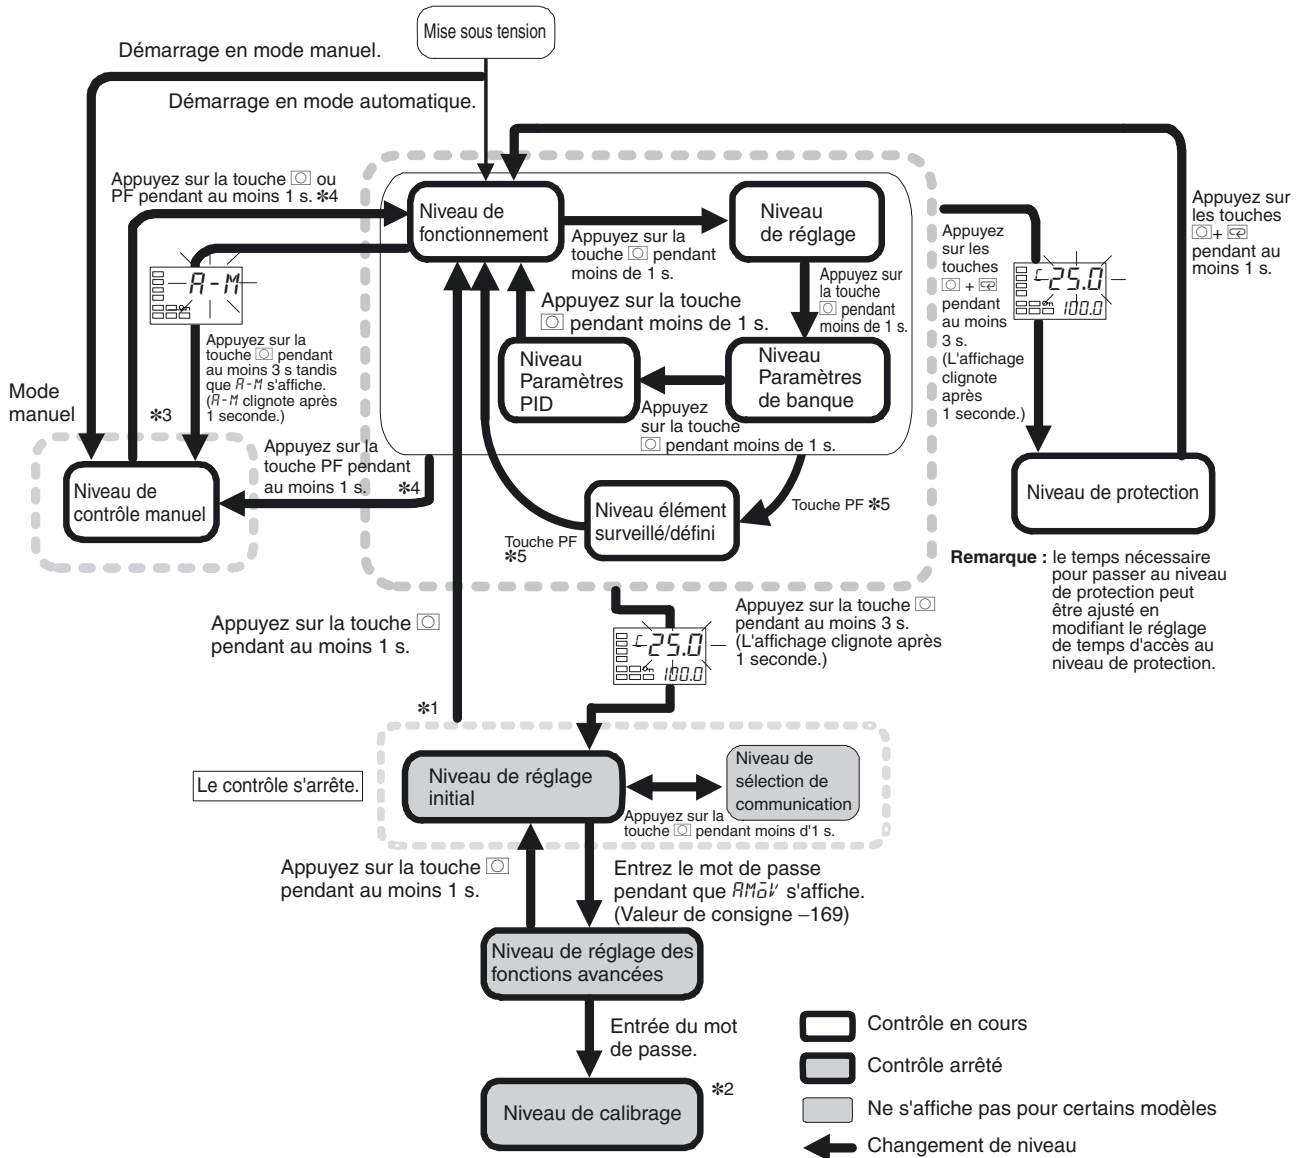 Mise sous tension
Démarrage en mode manuel.
Démarrage en mode automatique.
Appuyez sur la touche ou
PF pendant au moins 1 s. *4
Niveau de
fonctionnement
Appuyez sur la
touche pendant
moins de 1 s.
Niveau
de réglage
Appuyez sur
la touche
pendant
moins de 1 s.
Appuyez sur la touche
pendant moins de 1 s.
Niveau
Paramètres
PID
Niveau
Paramètres
de banque
Appuyez
sur la touche
pendant moins de 1 s.
A-M
Appuyez sur la
touche pendant
au moins 3 s tandis
que A-M s'affiche.
(A-M clignote après
1 seconde.)
*3
Mode
manuel
Niveau de
contrôle manuel
Appuyez sur la
touche PF pendant
au moins 1 s. *4
Niveau élément
surveillé/défini
Touche PF *5
Touche PF
*5
Appuyez
sur les
touches
+
pendant
au moins
3 s.
(L'affichage
clignote
après
1 seconde.)
C 25.0
100.0
Appuyez sur
les touches
+
pendant au
moins 1 s.
Niveau de protection
Remarque : le temps nécessaire
pour passer au niveau
de protection peut
être ajusté en
modifiant le réglage
de temps d'accès au
niveau de protection.
Appuyez sur la touche
pendant au moins 1 s.
*1
C 25.0
100.0
Appuyez sur la touche
pendant au moins 3 s.
(L'affichage clignote après
1 seconde.)
Le contrôle s'arrête.
Niveau de réglage
initial
Niveau de
sélection de
communication
Appuyez sur la
touche pendant moins d'1 s.
Appuyez sur la touche
pendant au moins 1 s.
Entrez le mot de passe
pendant que AMoV s'affiche.
(Valeur de consigne –169)
Niveau de réglage des
fonctions avancées
Entrée du mot
de passe.
Niveau de calibrage
*2
Contrôle en cours
Contrôle arrêté
Ne s'affiche pas pour certains modèles
Changement de niveau